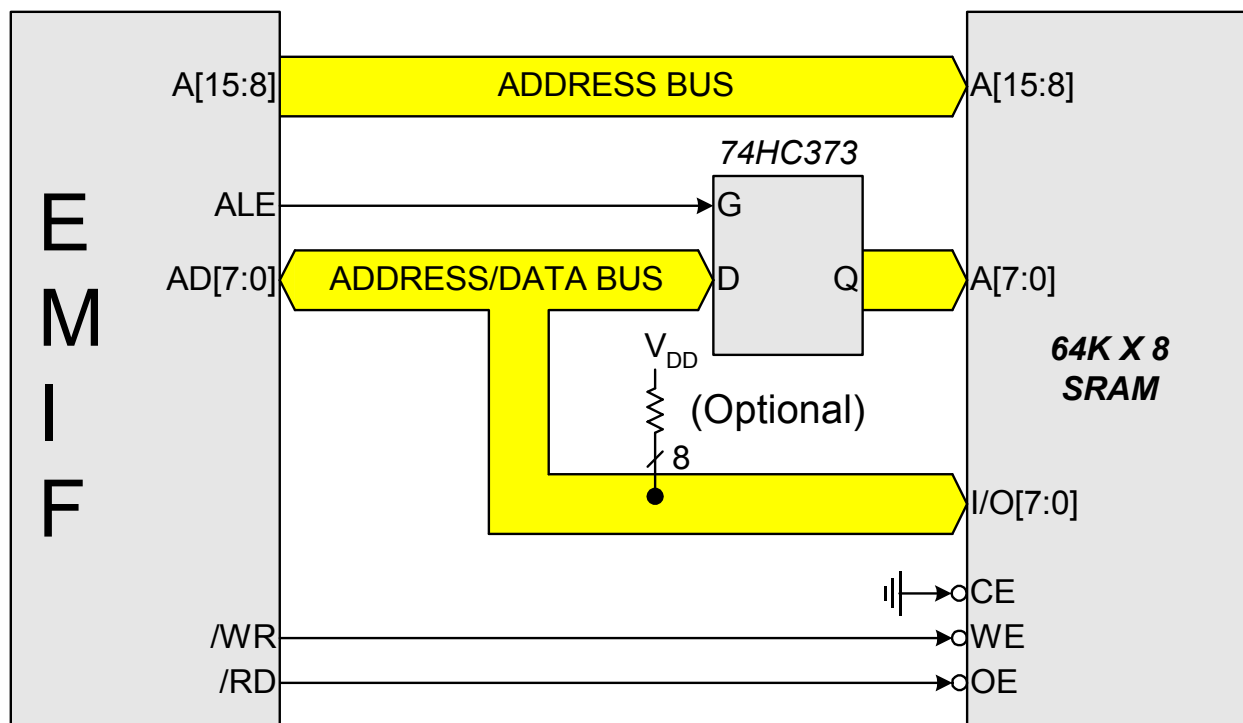 A[15:8]
ADDRESS BUS
A[15:8]
74HC373
ALE
G
E
M
I
F
AD[7:0]
ADDRESS/DATA BUS
D
Q
A[7:0]
VDD
(Optional)
64K X 8
SRAM
8
I/O[7:0]
CE
/WR
WE
/RD
OE